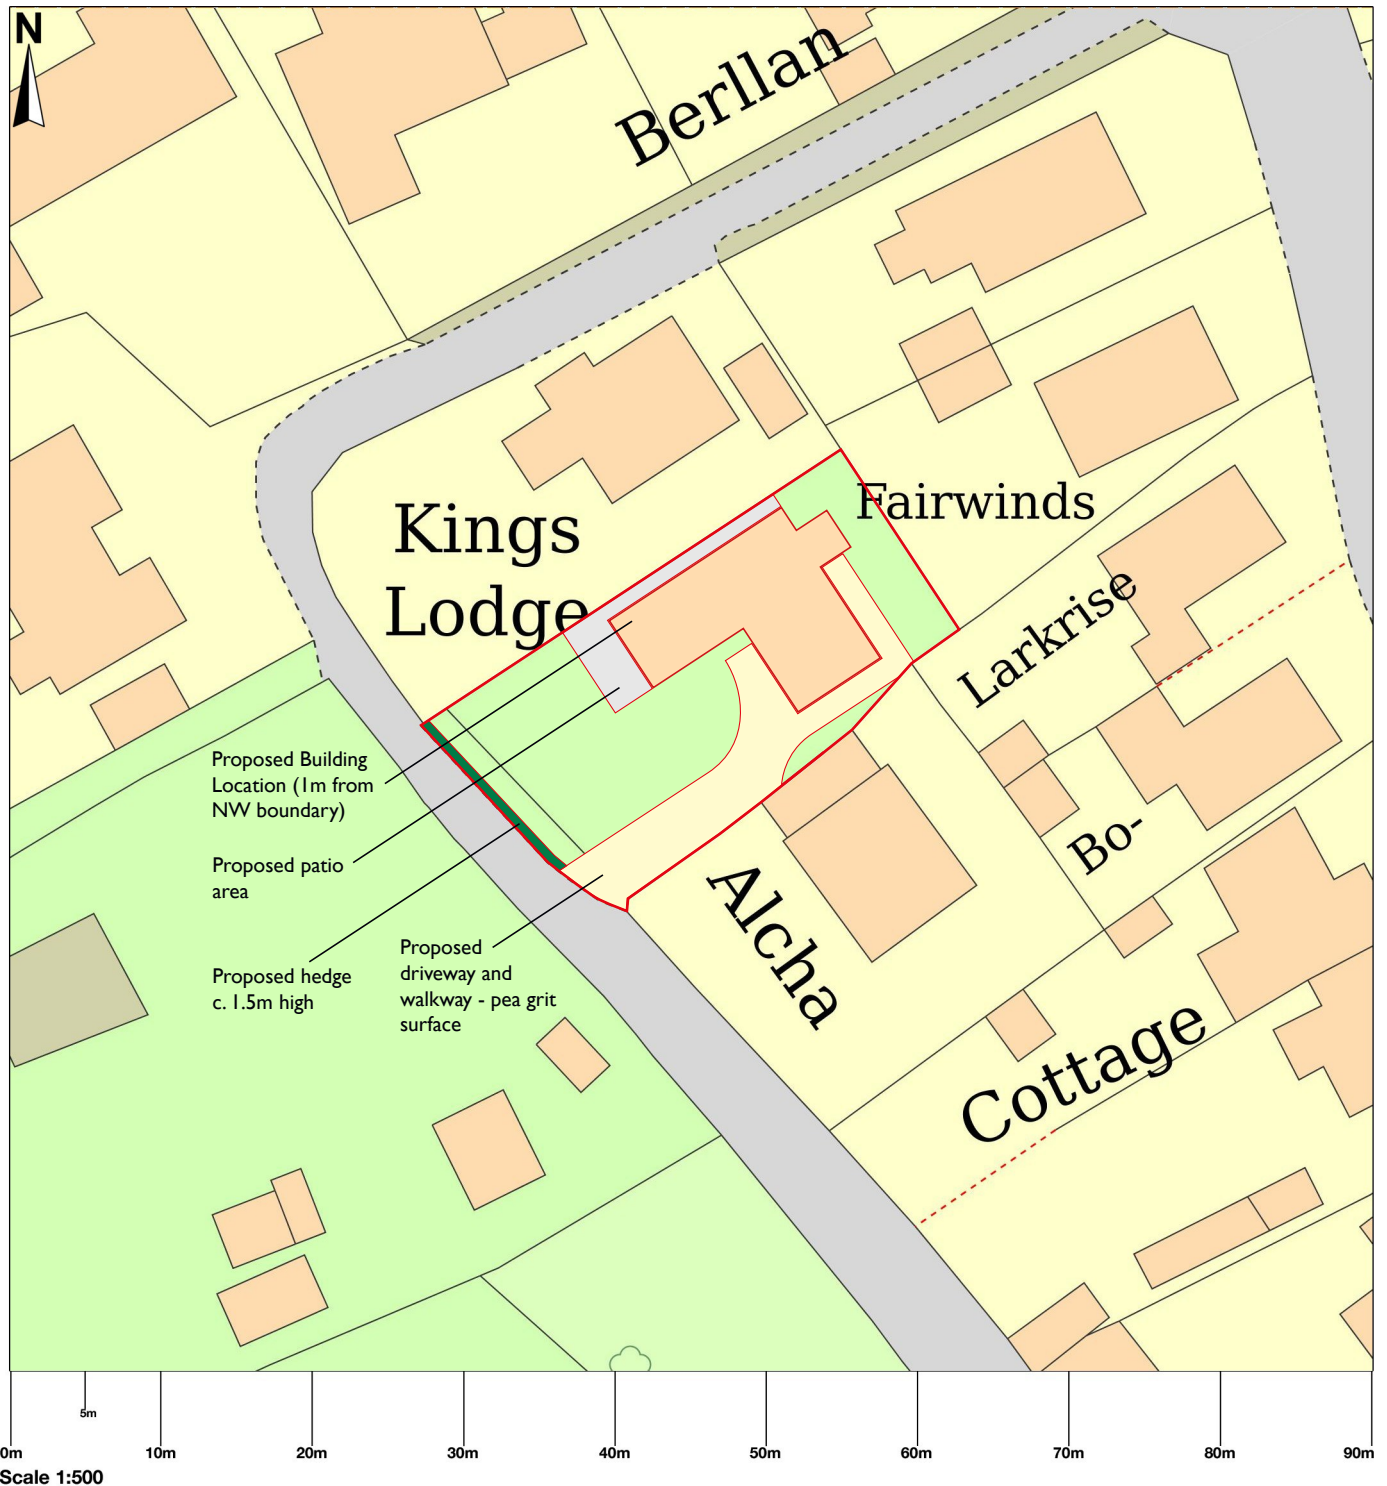 N
Berllan
Kings
Lodge
Fairwinds
Larkrise
Bo-
Alcha
Cottage
Proposed Building
Location (1m from
NW boundary)
Proposed patio
area
Proposed hedge
c. 1.5m high
Proposed
driveway and
walkway - pea grit
surface
5m
0m 10m 20m 30m 40m 50m 60m 70m 80m 90m
Scale 1:500